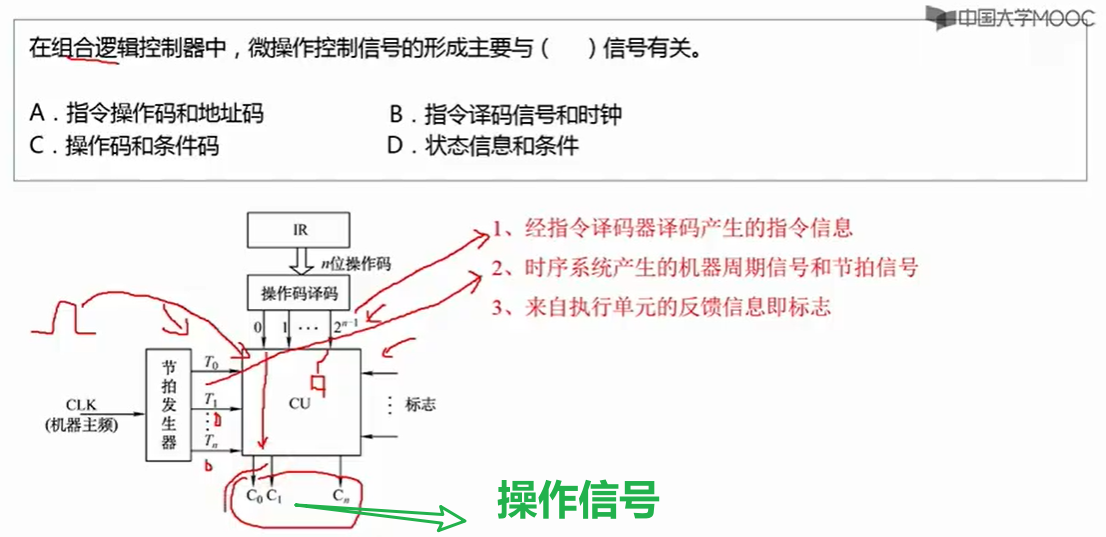 中国大学MOOC
在组合逻辑控制器中，微操作控制信号的形成主要与（　　）信号有关。
A．指令操作码和地址码
B．指令译码信号和时钟
C．操作码和条件码
D．状态信息和条件
IR
n位操作码
操作码译码
0 1 … 2^{n-1}
1、经指令译码器译码产生的指令信息
2、时序系统产生的机器周期信号和节拍信号
3、来自执行单元的反馈信息即标志
CLK
(机器主频)
节拍发生器
T0
T1
⋮
Tn
CU
⋮ 标志
C0 C1 Cn
操作信号